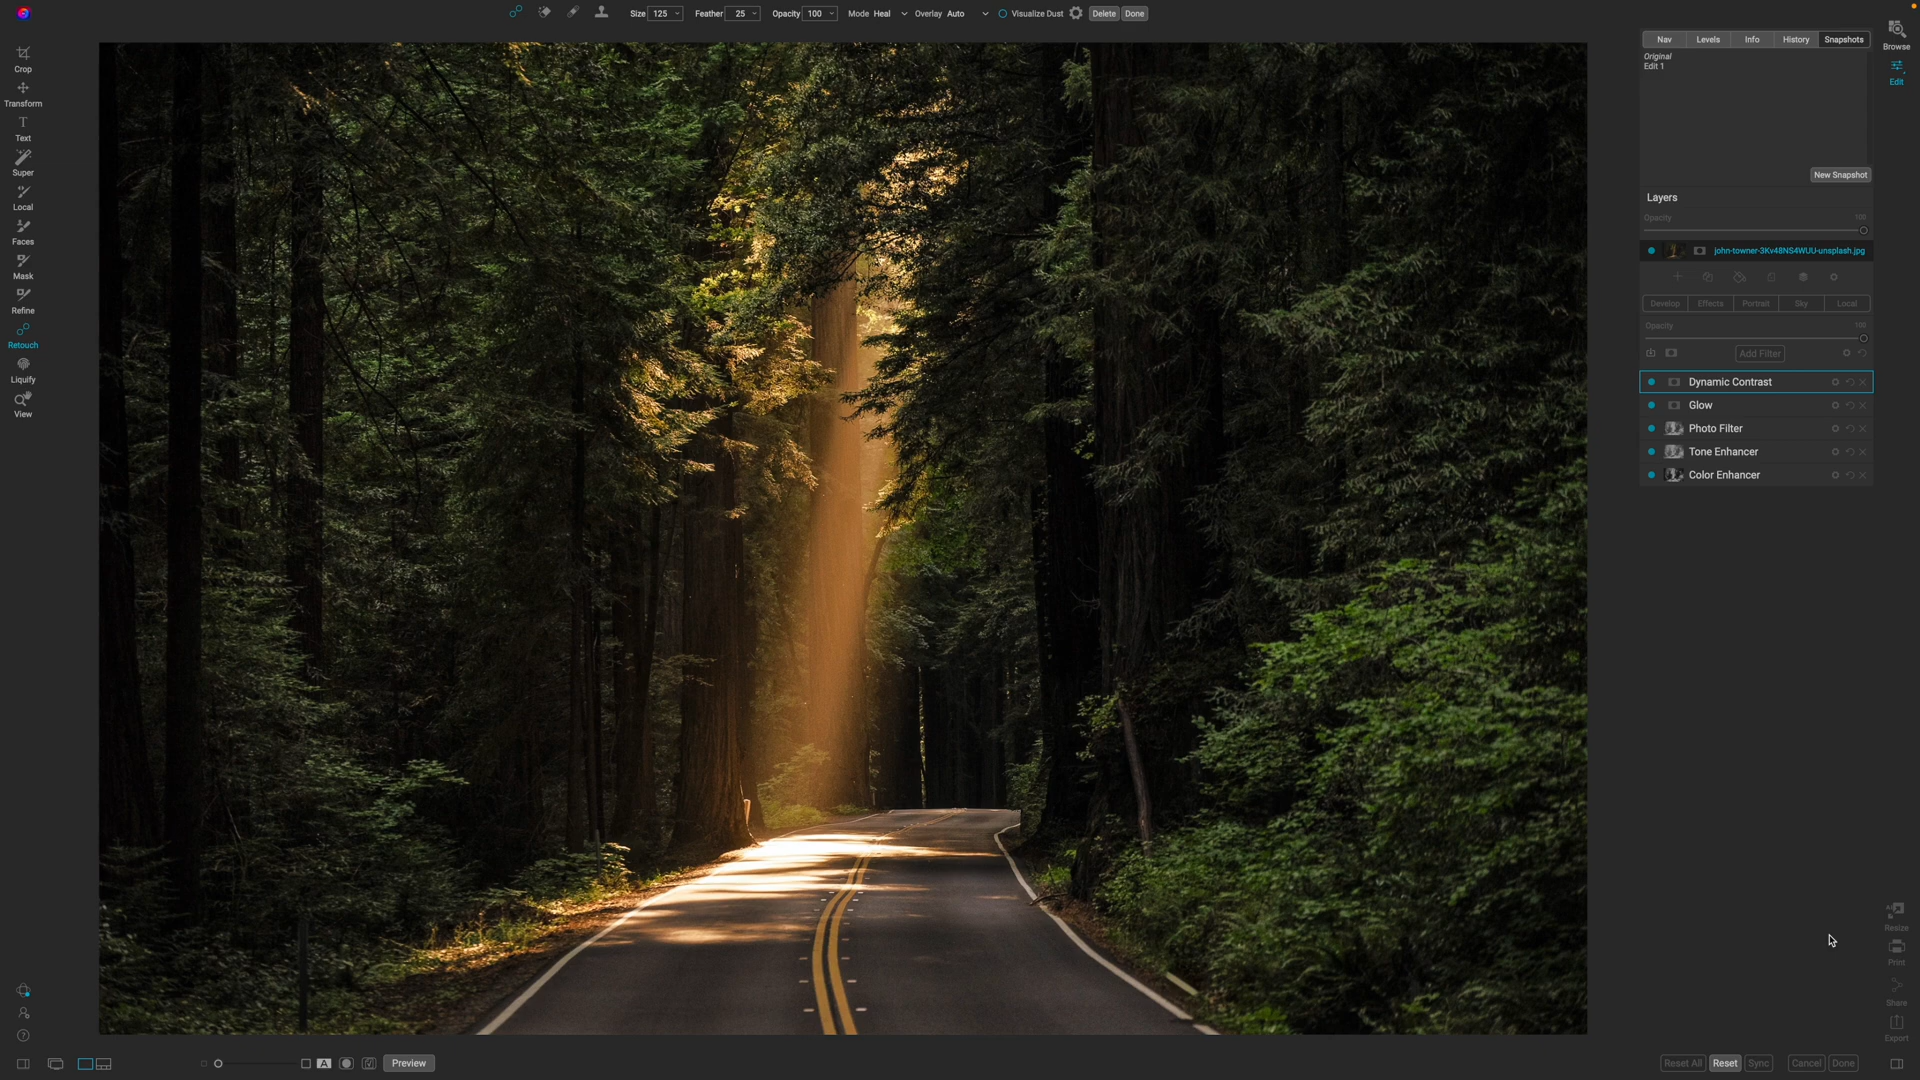 Size 125 Feather 25 Opacity 100 Mode Heal Overlay Auto Visualize Dust Delete Done
Crop
Transform
Text
Super
Local
Faces
Mask
Refine
Retouch
Liquify
View
Nav Levels Info History Snapshots
Original
Edit 1
New Snapshot
Layers
Opacity 100
john-towner-3Kv48NS4WUU-unsplash.jpg
Develop Effects Portrait Sky Local
Opacity 100
Add Filter
Dynamic Contrast
Glow
Photo Filter
Tone Enhancer
Color Enhancer
Browse
Edit
Resize
Print
Share
Export
A Preview
Reset All Reset Sync Cancel Done